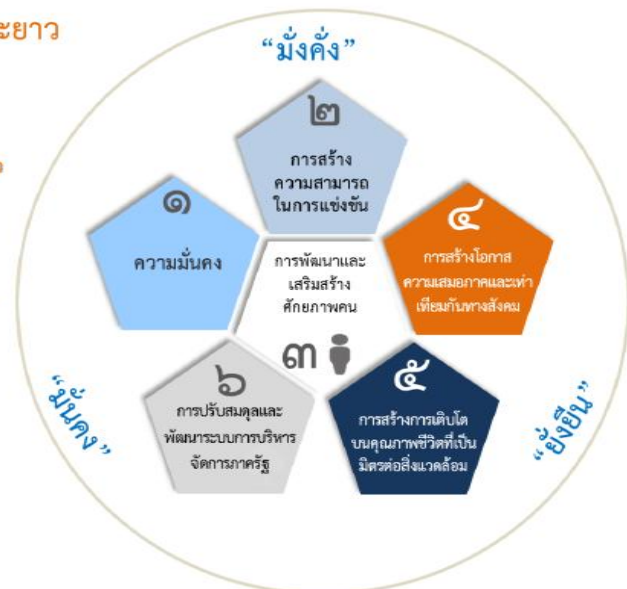 ะยาว
“มั่งคั่ง”
๒
การสร้าง
ความสามารถ
ในการแข่งขัน
๑
ความมั่นคง
การพัฒนาและ
เสริมสร้าง
ศักยภาพคน
๓
๔
การสร้างโอกาส
ความเสมอภาคและเท่า
เทียมกันทางสังคม
๖
การปรับสมดุลและ
พัฒนาระบบการบริหาร
จัดการภาครัฐ
๕
การสร้างการเติบโต
บนคุณภาพชีวิตที่เป็น
มิตรต่อสิ่งแวดล้อม
“มั่นคง”
“ยั่งยืน”